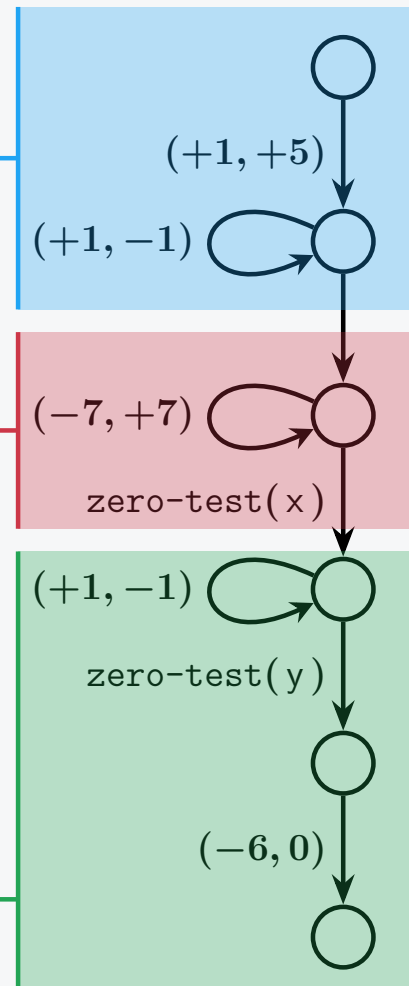 (+1, +5)
(+1, −1)
(−7, +7)
zero-test(x)
(+1, −1)
zero-test(y)
(−6, 0)